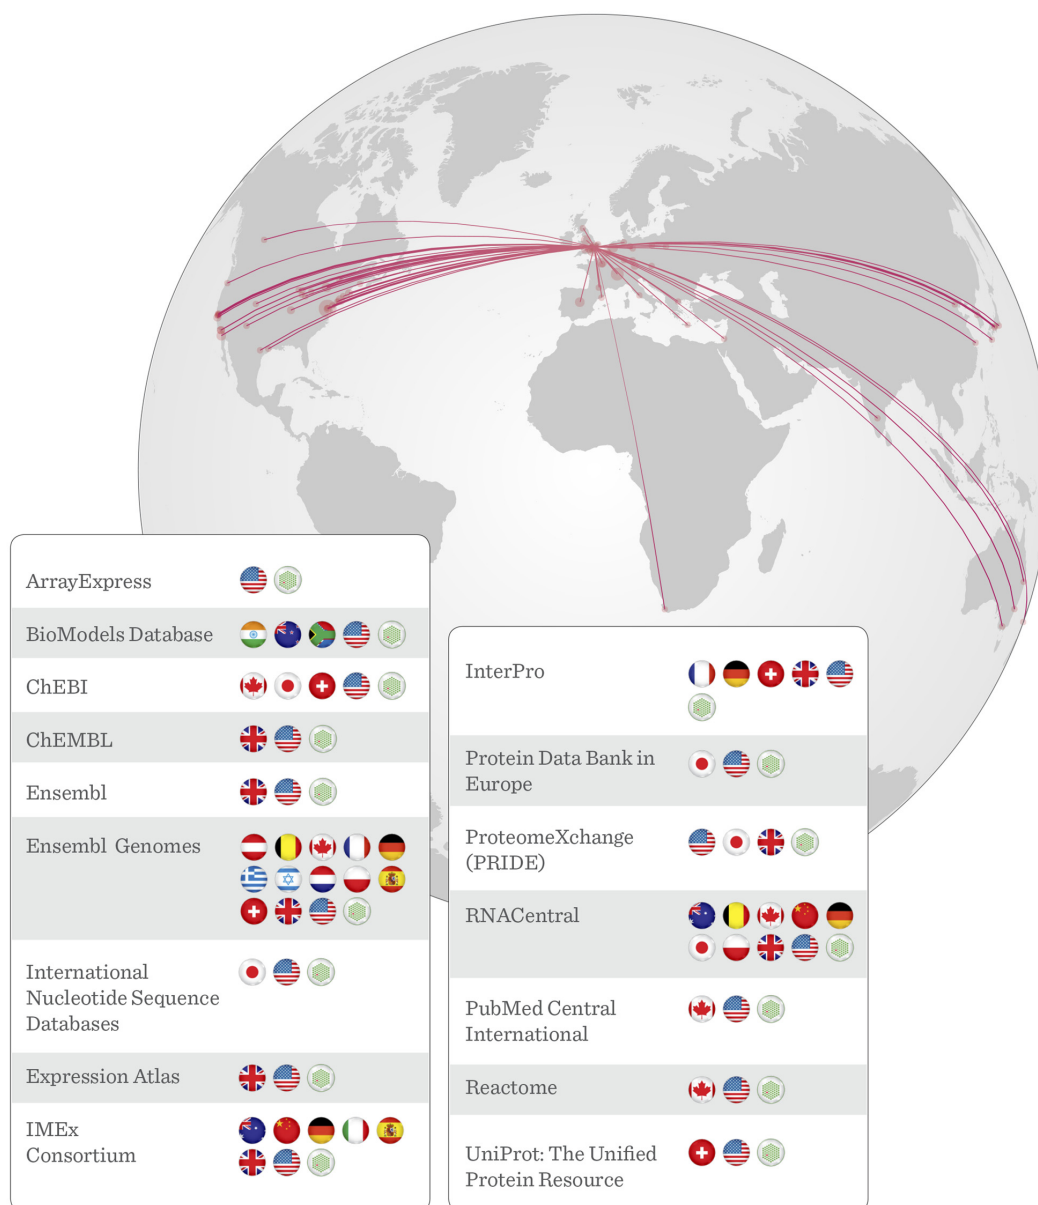 ArrayExpress
BioModels Database
ChEBI
ChEMBL
Ensembl
Ensembl Genomes
International
Nucleotide Sequence
Databases
Expression Atlas
IMEx
Consortium
InterPro
Protein Data Bank in
Europe
ProteomeXchange
(PRIDE)
RNACentral
PubMed Central
International
Reactome
UniProt: The Unified
Protein Resource